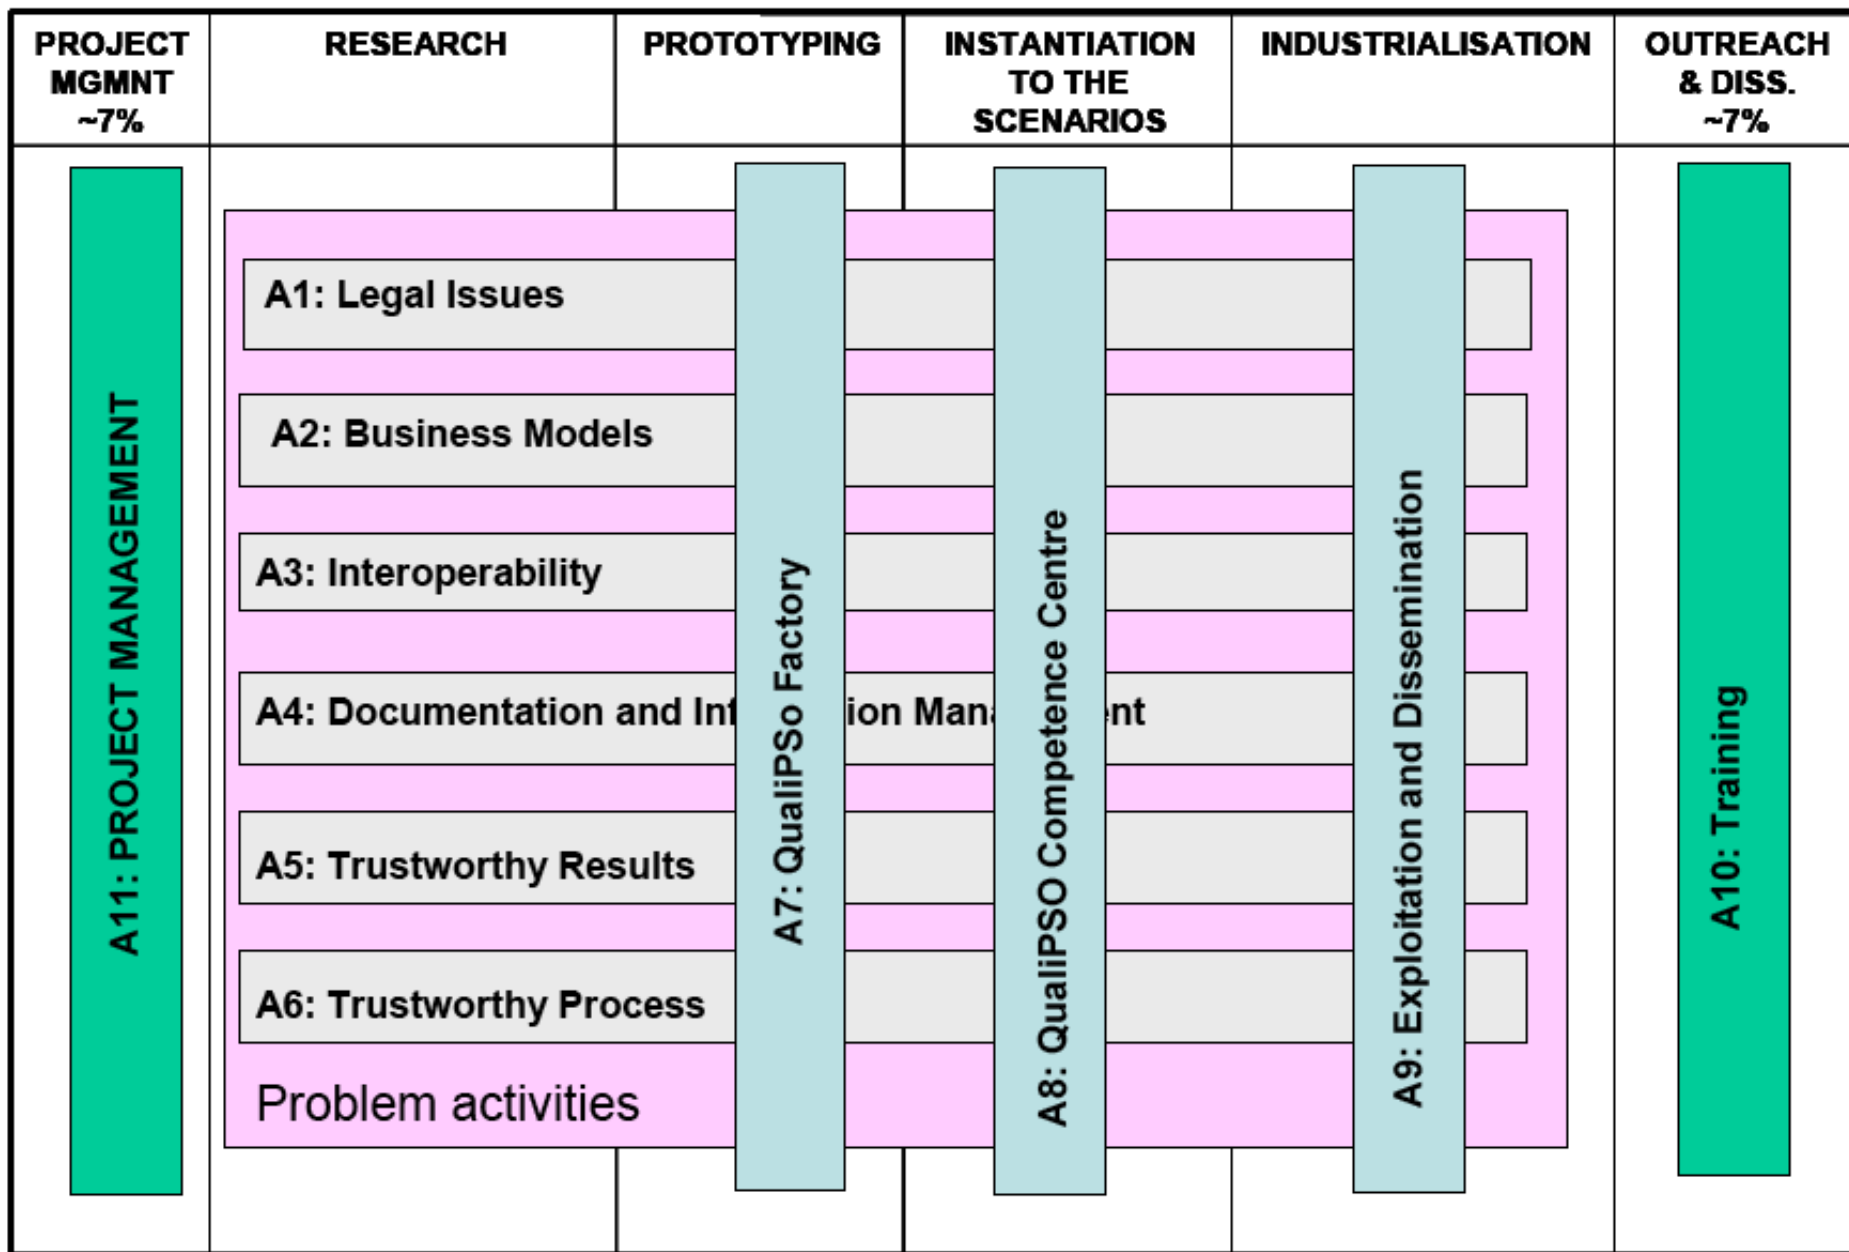 PROJECT
MGMNT
~7%
RESEARCH
PROTOTYPING
INSTANTIATION
TO THE
SCENARIOS
INDUSTRIALISATION
OUTREACH
& DISS.
~7%
A11: PROJECT MANAGEMENT
A1: Legal Issues
A2: Business Models
A3: Interoperability
A4: Documentation and Inf ion Man ent
A5: Trustworthy Results
A6: Trustworthy Process
Problem activities
A7: QualiPSo Factory
A8: QualiPSO Competence Centre
A9: Exploitation and Dissemination
A10: Training